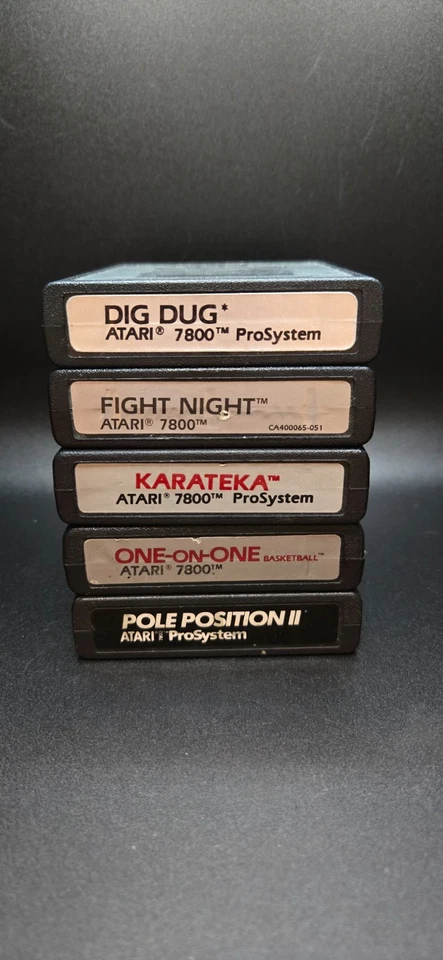 DIG DUG*
ATARI® 7800™ ProSystem
FIGHT NIGHT™
ATARI® 7800™ CA400065-051
KARATEKA™
ATARI® 7800™ ProSystem
ONE-ON-ONE BASKETBALL™
ATARI® 7800™
POLE POSITION II
ATARI ProSystem